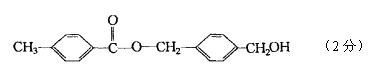 O
CH₃ C O CH₂ CH₂OH （2分）